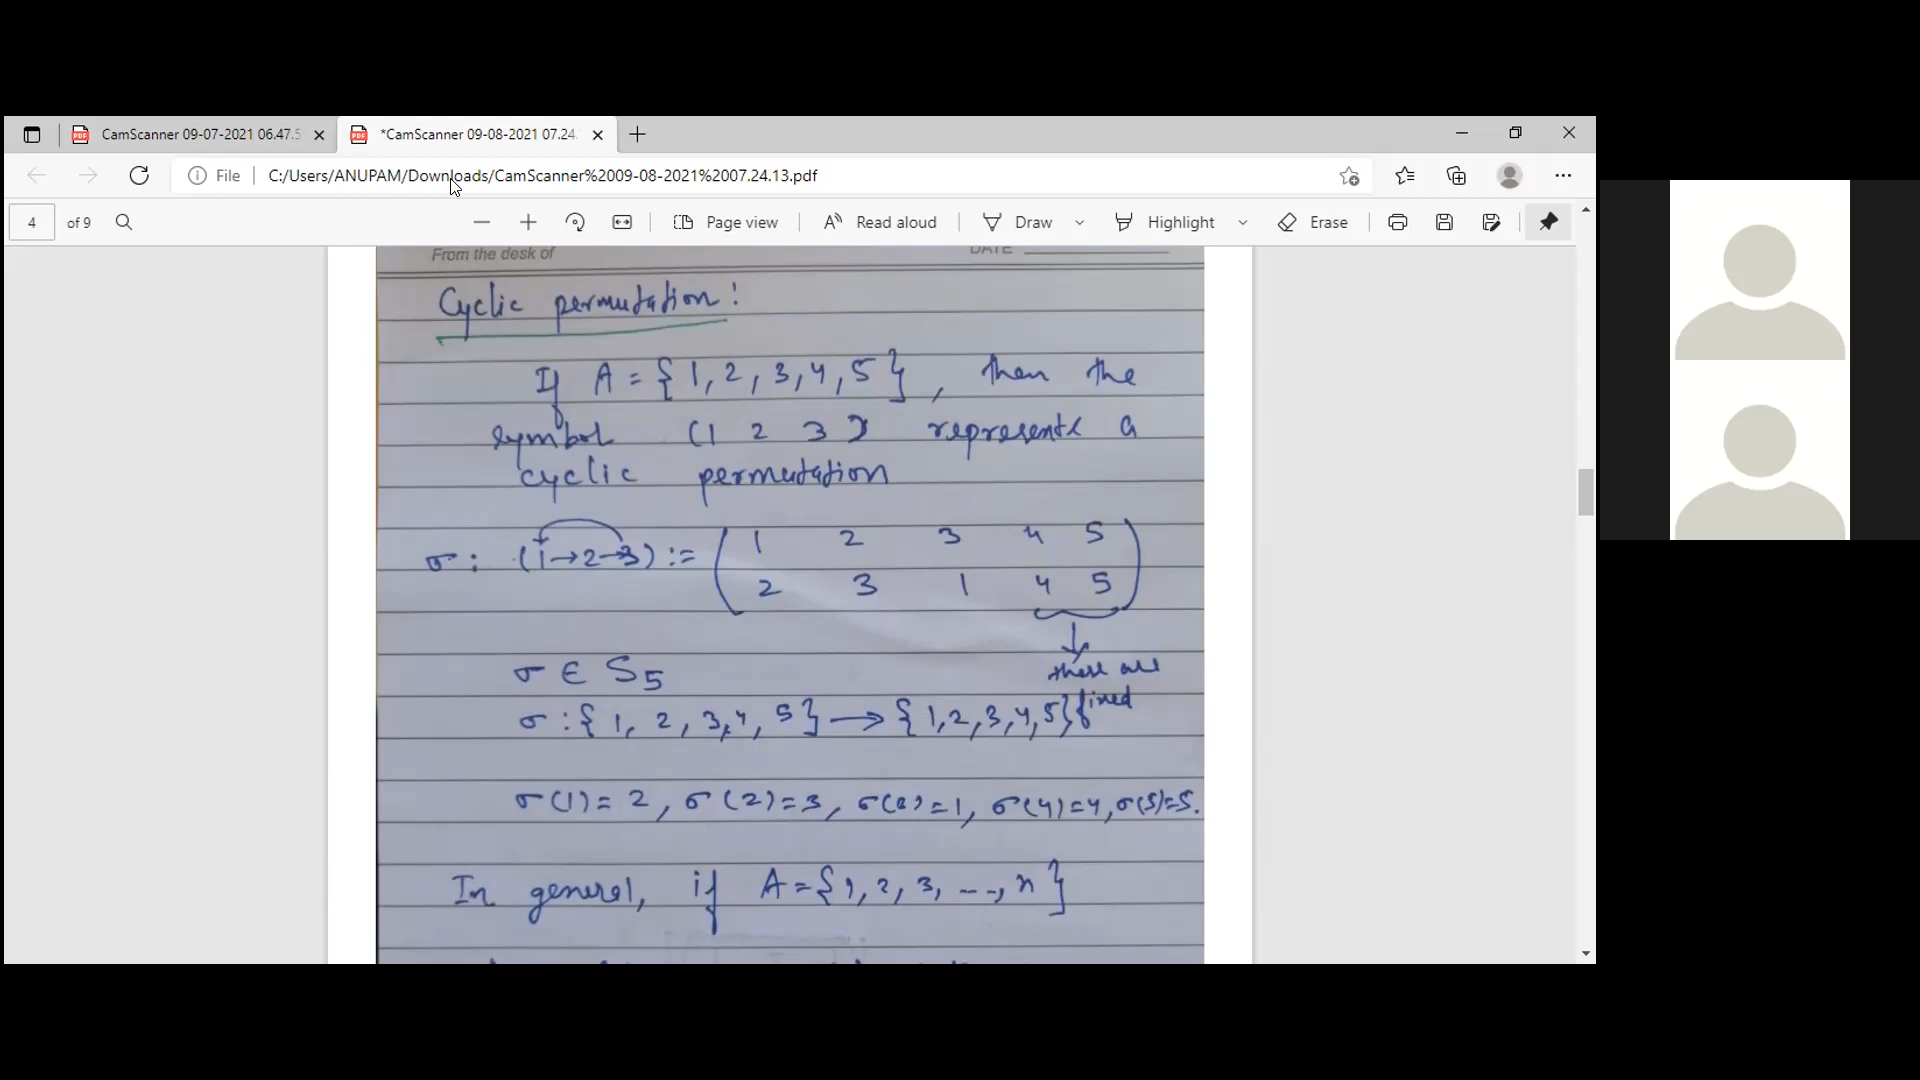 CamScanner 09-07-2021 06.47.5
*CamScanner 09-08-2021 07.24
File
C:/Users/ANUPAM/Downloads/CamScanner%2009-08-2021%2007.24.13.pdf
4 of 9
Page view
Read aloud
Draw
Highlight
Erase
From the desk of DATE
Cyclic permutation:
If A = {1, 2, 3, 4, 5}, then the
symbol (1 2 3) represents a
cyclic permutation
σ: (1→2→3) := ( 1 2 3 4 5
2 3 1 4 5 )
these are
fixed
σ ∈ S5
σ : {1, 2, 3, 4, 5} → {1, 2, 3, 4, 5}
σ(1) = 2, σ(2) = 3, σ(3) = 1, σ(4) = 4, σ(5) = 5.
In general, if A = {1, 2, 3, ---, n}